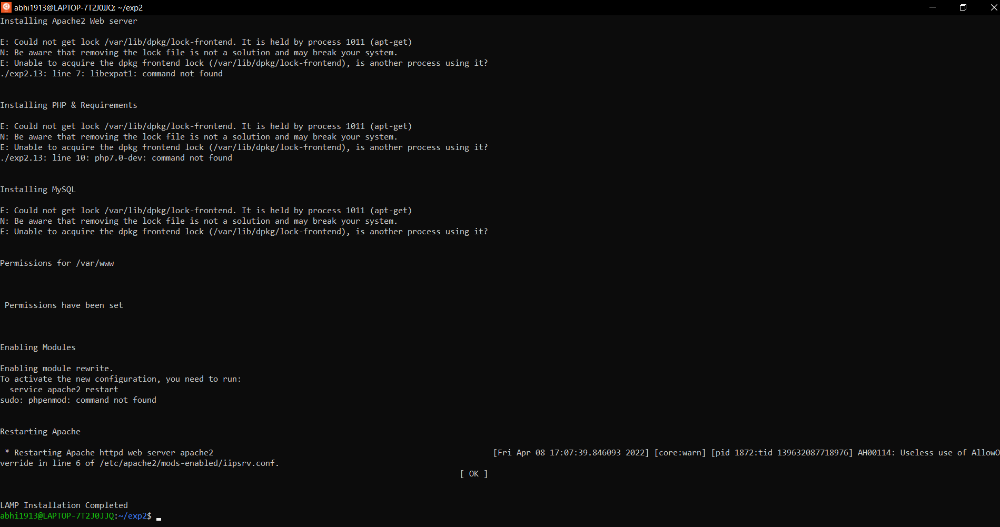 abhi1913@LAPTOP-7T2J0JJQ: ~/exp2
Installing Apache2 Web server
E: Could not get lock /var/lib/dpkg/lock-frontend. It is held by process 1011 (apt-get)
N: Be aware that removing the lock file is not a solution and may break your system.
E: Unable to acquire the dpkg frontend lock (/var/lib/dpkg/lock-frontend), is another process using it?
./exp2.13: line 7: libexpat1: command not found
Installing PHP & Requirements
E: Could not get lock /var/lib/dpkg/lock-frontend. It is held by process 1011 (apt-get)
N: Be aware that removing the lock file is not a solution and may break your system.
E: Unable to acquire the dpkg frontend lock (/var/lib/dpkg/lock-frontend), is another process using it?
./exp2.13: line 10: php7.0-dev: command not found
Installing MySQL
E: Could not get lock /var/lib/dpkg/lock-frontend. It is held by process 1011 (apt-get)
N: Be aware that removing the lock file is not a solution and may break your system.
E: Unable to acquire the dpkg frontend lock (/var/lib/dpkg/lock-frontend), is another process using it?
Permissions for /var/www
Permissions have been set
Enabling Modules
Enabling module rewrite.
To activate the new configuration, you need to run:
service apache2 restart
sudo: phpenmod: command not found
Restarting Apache
* Restarting Apache httpd web server apache2 [Fri Apr 08 17:07:39.846093 2022] [core:warn] [pid 1872:tid 139632087718976] AH00114: Useless use of AllowO
verride in line 6 of /etc/apache2/mods-enabled/iipsrv.conf.
[ OK ]
LAMP Installation Completed
abhi1913@LAPTOP-7T2J0JJQ:~/exp2$